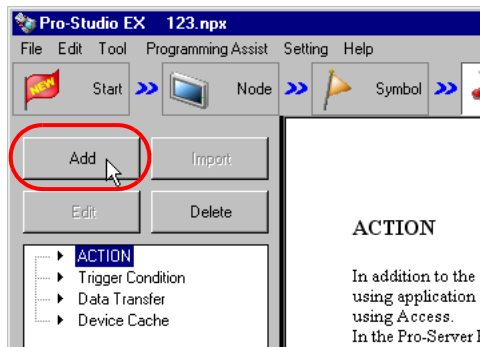 Pro-Studio EX 123.npx
File Edit Tool Programming Assist Setting Help
NEW Start Node Symbol
Add Import
Edit Delete
ACTION
Trigger Condition
Data Transfer
Device Cache
ACTION
In addition to the
using application
using Access.
In the Pro-Server